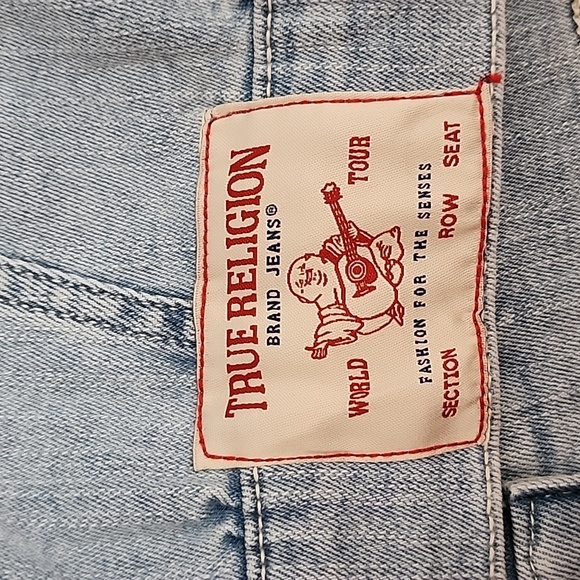 TRUE RELIGION
BRAND JEANS®
WORLD TOUR
FASHION FOR THE SENSES
SECTION ROW SEAT